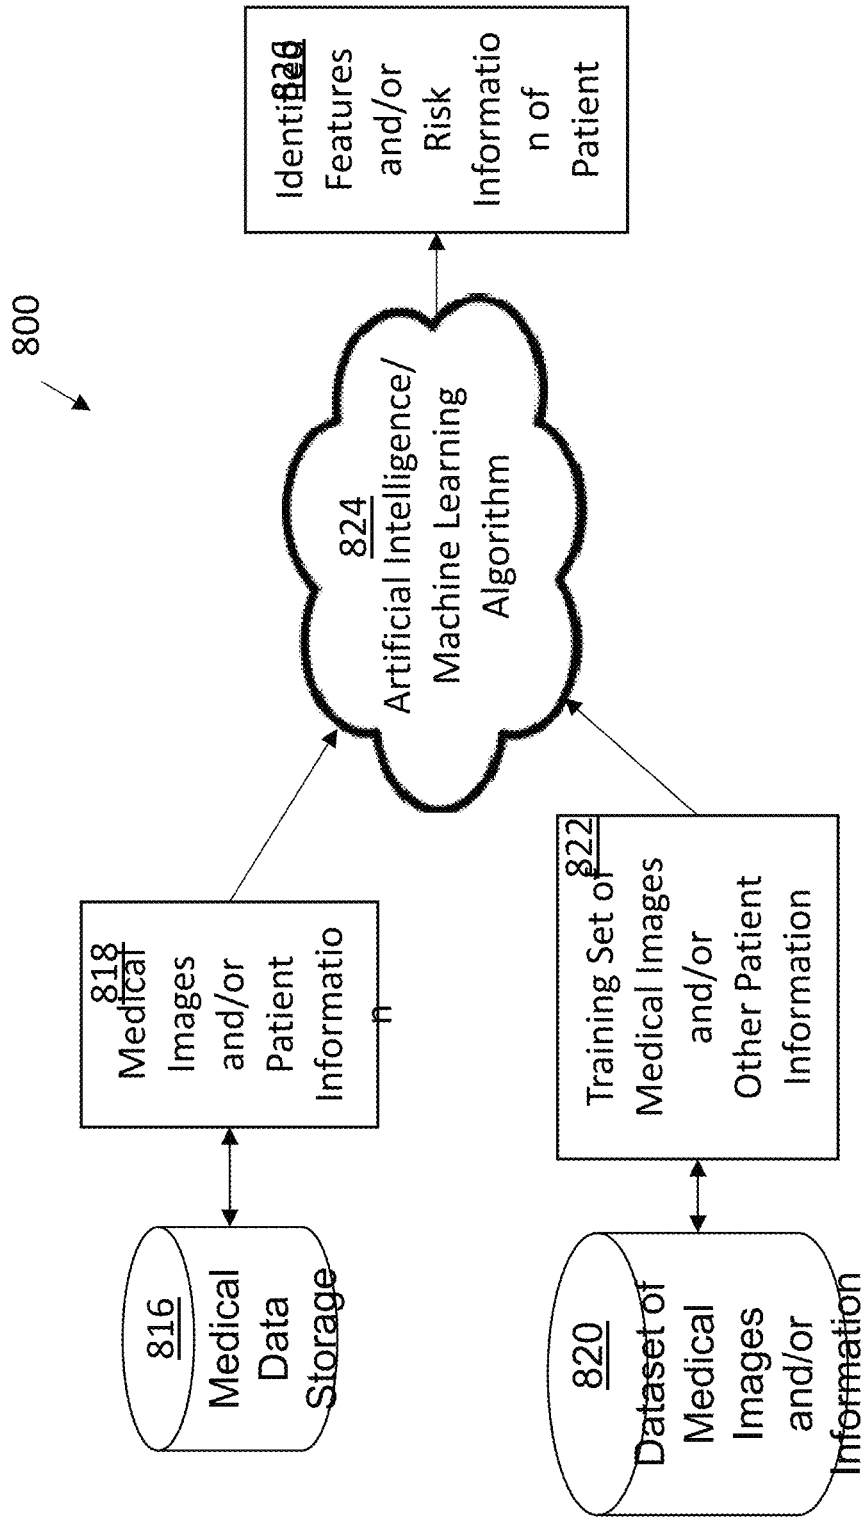 800
816
Medical
Data
Storage
818
Medical
Images
and/or
Patient
Informatio
n
820
Dataset of
Medical
Images
and/or
Information
822
Training Set of
Medical Images
and/or
Other Patient
Information
824
Artificial Intelligence/
Machine Learning
Algorithm
Identified
Features
and/or
Risk
Informatio
n of
Patient